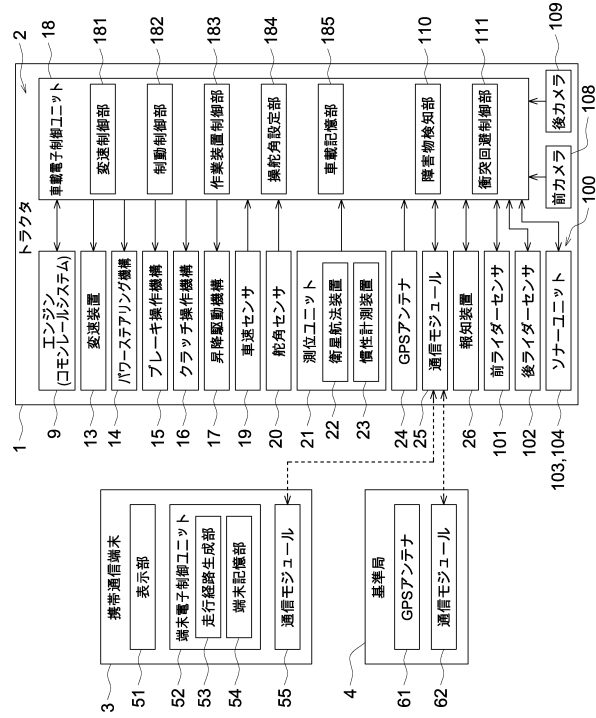 トラクタ
1
2
車載電子制御ユニット
18
変速制御部
181
制動制御部
182
作業装置制御部
183
操舵角設定部
184
車載記憶部
185
障害物検知部
110
衝突回避制御部
111
前カメラ
108
後カメラ
109
100
エンジン
(コモンレールシステム)
9
変速装置
13
パワーステアリング機構
14
ブレーキ操作機構
15
クラッチ操作機構
16
昇降駆動機構
17
車速センサ
19
舵角センサ
20
測位ユニット
21
衛星航法装置
22
慣性計測装置
23
GPSアンテナ
24
通信モジュール
25
報知装置
26
前ライダーセンサ
101
後ライダーセンサ
102
ソナーユニット
103,104
携帯通信端末
3
表示部
51
端末電子制御ユニット
52
走行経路生成部
53
端末記憶部
54
通信モジュール
55
基準局
4
GPSアンテナ
61
通信モジュール
62